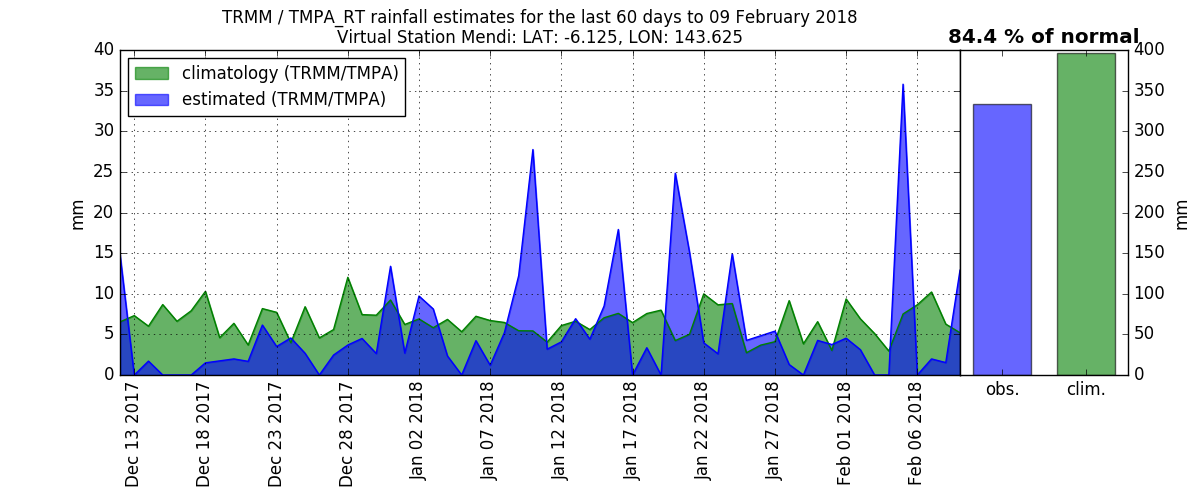 TRMM / TMPA_RT rainfall estimates for the last 60 days to 09 February 2018
Virtual Station Mendi: LAT: -6.125, LON: 143.625
84.4 % of normal
climatology (TRMM/TMPA)
estimated (TRMM/TMPA)
40
35
30
25
20
15
10
5
0
mm
Dec 13 2017
Dec 18 2017
Dec 23 2017
Dec 28 2017
Jan 02 2018
Jan 07 2018
Jan 12 2018
Jan 17 2018
Jan 22 2018
Jan 27 2018
Feb 01 2018
Feb 06 2018
obs.
clim.
400
350
300
250
200
150
100
50
0
mm